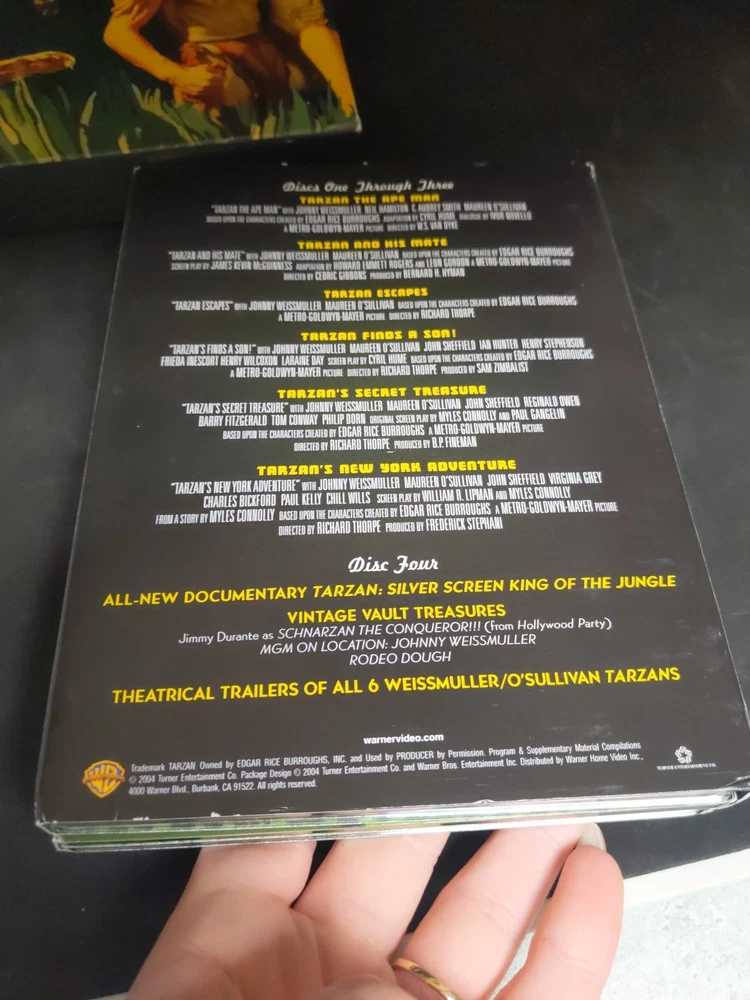 Discs One Through Three
TARZAN THE APE MAN
"TARZAN THE APE MAN" WITH JOHNNY WEISSMULLER NEIL HAMILTON C. AUBREY SMITH MAUREEN O'SULLIVAN
BASED UPON THE CHARACTERS CREATED BY EDGAR RICE BURROUGHS ADAPTATION BY CYRIL HUME DIALOGUE BY IVOR NOVELLO
A METRO-GOLDWYN-MAYER PICTURE DIRECTED BY W.S. VAN DYKE
TARZAN AND HIS MATE
"TARZAN AND HIS MATE" WITH JOHNNY WEISSMULLER MAUREEN O'SULLIVAN BASED UPON THE CHARACTERS CREATED BY EDGAR RICE BURROUGHS
SCREEN PLAY BY JAMES KEVIN McGUINNESS ADAPTATION BY HOWARD EMMETT ROGERS AND LEON GORDON A METRO-GOLDWYN-MAYER PICTURE
DIRECTED BY CEDRIC GIBBONS PRODUCED BY BERNARD H. HYMAN
TARZAN ESCAPES
"TARZAN ESCAPES" WITH JOHNNY WEISSMULLER MAUREEN O'SULLIVAN BASED UPON THE CHARACTERS CREATED BY EDGAR RICE BURROUGHS
A METRO-GOLDWYN-MAYER PICTURE DIRECTED BY RICHARD THORPE
TARZAN FINDS A SON!
"TARZAN'S FINDS A SON!" WITH JOHNNY WEISSMULLER MAUREEN O'SULLIVAN JOHN SHEFFIELD IAN HUNTER HENRY STEPHENSON
FRIEDA INESCORT HENRY WILCOXON LARAINE DAY SCREEN PLAY BY CYRIL HUME BASED UPON THE CHARACTERS CREATED BY EDGAR RICE BURROUGHS
A METRO-GOLDWYN-MAYER PICTURE DIRECTED BY RICHARD THORPE PRODUCED BY SAM ZIMBALIST
TARZAN'S SECRET TREASURE
"TARZAN'S SECRET TREASURE" WITH JOHNNY WEISSMULLER MAUREEN O'SULLIVAN JOHN SHEFFIELD REGINALD OWEN
BARRY FITZGERALD TOM CONWAY PHILIP DORN ORIGINAL SCREEN PLAY BY MYLES CONNOLLY AND PAUL GANGELIN
BASED UPON THE CHARACTERS CREATED BY EDGAR RICE BURROUGHS A METRO-GOLDWYN-MAYER PICTURE
DIRECTED BY RICHARD THORPE PRODUCED BY B.P. FINEMAN
TARZAN'S NEW YORK ADVENTURE
"TARZAN'S NEW YORK ADVENTURE" WITH JOHNNY WEISSMULLER MAUREEN O'SULLIVAN JOHN SHEFFIELD VIRGINIA GREY
CHARLES BICKFORD PAUL KELLY CHILL WILLS SCREEN PLAY BY WILLIAM R. LIPMAN AND MYLES CONNOLLY
FROM A STORY BY MYLES CONNOLLY BASED UPON THE CHARACTERS CREATED BY EDGAR RICE BURROUGHS A METRO-GOLDWYN-MAYER PICTURE
DIRECTED BY RICHARD THORPE PRODUCED BY FREDERICK STEPHANI
Disc Four
ALL-NEW DOCUMENTARY TARZAN: SILVER SCREEN KING OF THE JUNGLE
VINTAGE VAULT TREASURES
Jimmy Durante as SCHNARZAN THE CONQUEROR!!! (from Hollywood Party)
MGM ON LOCATION: JOHNNY WEISSMULLER
RODEO DOUGH
THEATRICAL TRAILERS OF ALL 6 WEISSMULLER/O'SULLIVAN TARZANS
warnervideo.com
Trademark TARZAN Owned by EDGAR RICE BURROUGHS, INC. and Used by PRODUCER by Permission. Program & Supplementary Material Compilations
© 2004 Turner Entertainment Co. Package Design © 2004 Turner Entertainment Co. and Warner Bros. Entertainment Inc. Distributed by Warner Home Video Inc.,
4000 Warner Blvd., Burbank, CA 91522. All rights reserved.
TURNER ENTERTAINMENT CO.